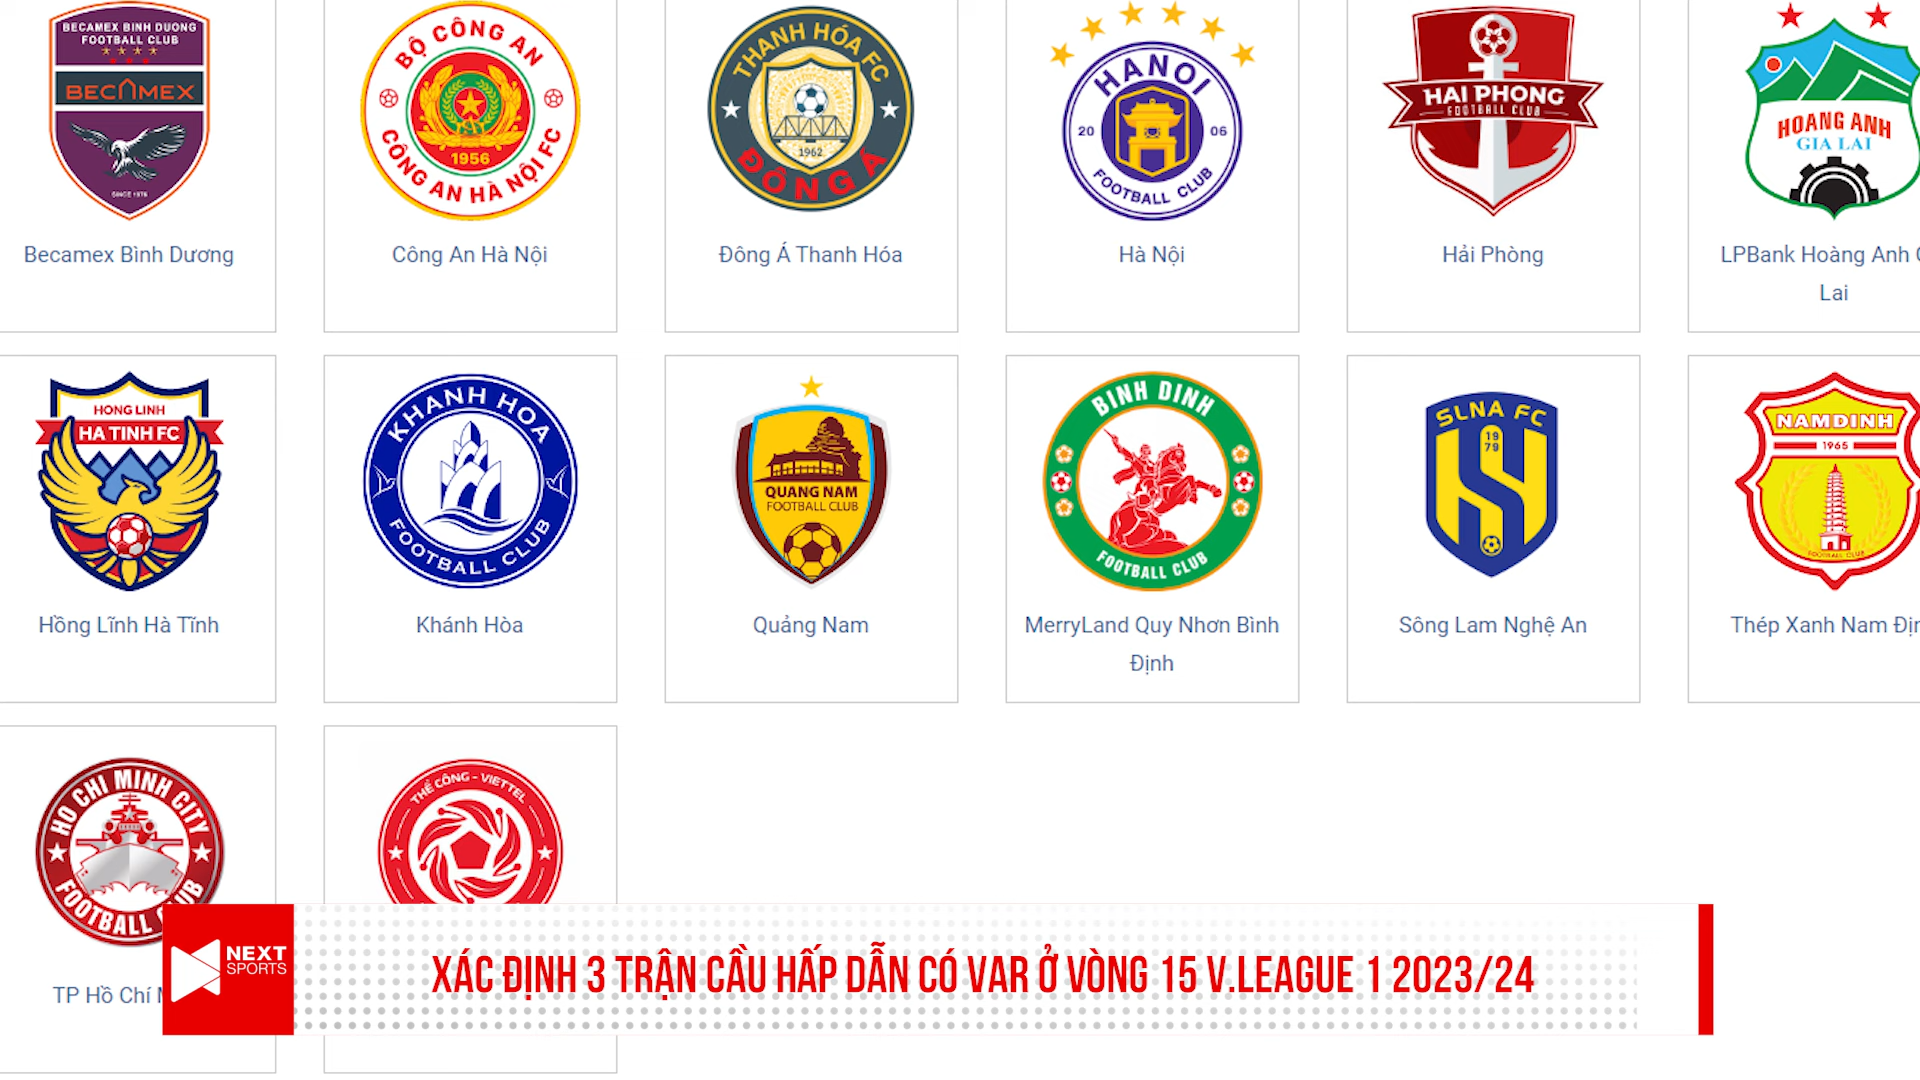 BECAMEX BINH DUONG
FOOTBALL CLUB
BECAMEX
SINCE 1976
BỘ CÔNG AN
1956
CÔNG AN HÀ NỘI FC
THANH HÓA FC
1962
ĐÔNG Á
HANOI
20 06
FOOTBALL CLUB
HAI PHONG
FOOTBALL CLUB
HOANG ANH
GIA LAI
Becamex Bình Dương
Công An Hà Nội
Đông Á Thanh Hóa
Hà Nội
Hải Phòng
LPBank Hoàng Anh
Lai
HONG LINH
HA TINH FC
KHANH HOA
FOOTBALL CLUB
QUANG NAM
FOOTBALL CLUB
BINH DINH
FOOTBALL CLUB
SLNA FC
19
79
NAMDINH
1965
FOOTBALL CLUB
Hồng Lĩnh Hà Tĩnh
Khánh Hòa
Quảng Nam
MerryLand Quy Nhơn Bình
Định
Sông Lam Nghệ An
Thép Xanh Nam
HO CHI MINH CITY
FOOTBALL CLUB
THỂ CÔNG - VIETTEL
TP Hồ Chí
NEXT
SPORTS
XÁC ĐỊNH 3 TRẬN CẦU HẤP DẪN CÓ VAR Ở VÒNG 15 V.LEAGUE 1 2023/24